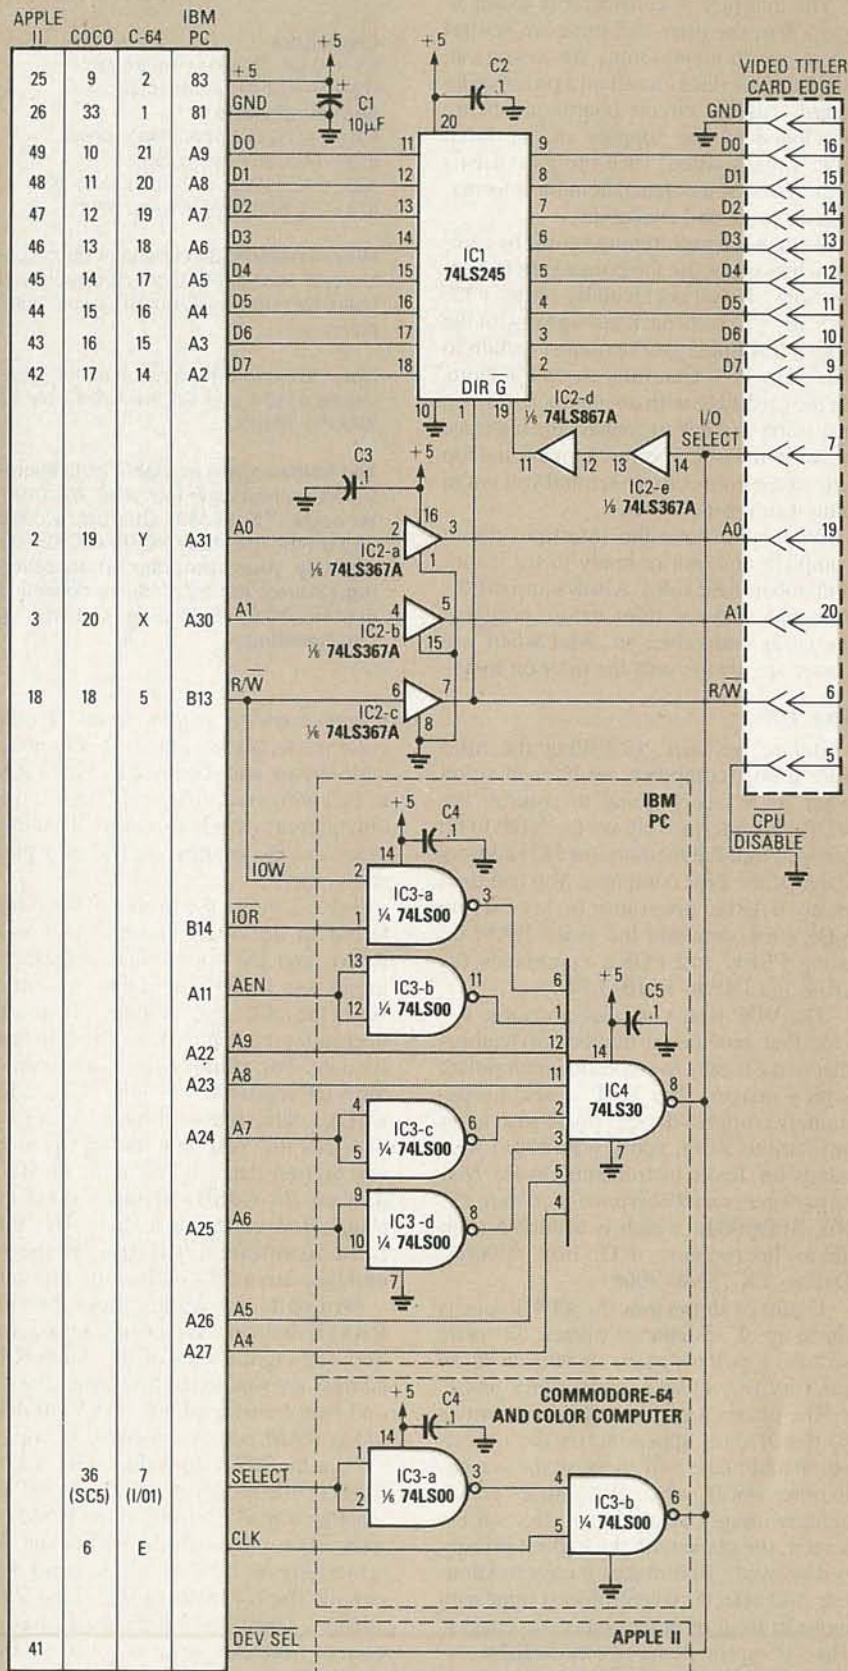 APPLE II COCO C-64 IBM PC
25 9 2 83 +5
26 33 1 81 GND
49 10 21 A9 D0
48 11 20 A8 D1
47 12 19 A7 D2
46 13 18 A6 D3
45 14 17 A5 D4
44 15 16 A4 D5
43 16 15 A3 D6
42 17 14 A2 D7
2 19 Y A31 A0
3 20 X A30 A1
18 18 5 B13 R/W
B14 IOR
A11 AEN
A22 A9
A23 A8
A24 A7
A25 A6
A26 A5
A27 A4
36 (SC5) 7 (I/01) SELECT
6 E CLK
41 DEV SEL
+5
+
C1
10μF
+5
C2
.1
20
11 9
12 8
13 7
14 6
15 5
16 4
17 3
18 2
IC1
74LS245
DIR G
10 1 19
VIDEO TITLER
CARD EDGE
GND 1
D0 16
D1 15
D2 14
D3 13
D4 12
D5 11
D6 10
D7 9
I/O SELECT 7
A0 19
A1 20
R/W 6
5
CPU
DISABLE
IC2-d
⅙ 74LS867A
11 12
13 14
IC2-e
⅙ 74LS367A
C3
.1
+5
16
2 3
1
IC2-a
⅙ 74LS367A
4 5
15
IC2-b
⅙ 74LS367A
6 7
8
IC2-c
⅙ 74LS367A
IBM
PC
+5
C4
.1
14
IOW
2
1
3
IC3-a
¼ 74LS00
13
12
11
IC3-b
¼ 74LS00
4
5
6
IC3-c
¼ 74LS00
9
10
8
IC3-d
¼ 74LS00
7
+5
C5
.1
14
6
1
12
11
2
3
5
4
IC4
74LS30
8
7
COMMODORE-64
AND COLOR COMPUTER
+5
C4
.1
14
1
2
3
IC3-a
⅙ 74LS00
4
5
6
IC3-b
¼ 74LS00
APPLE II